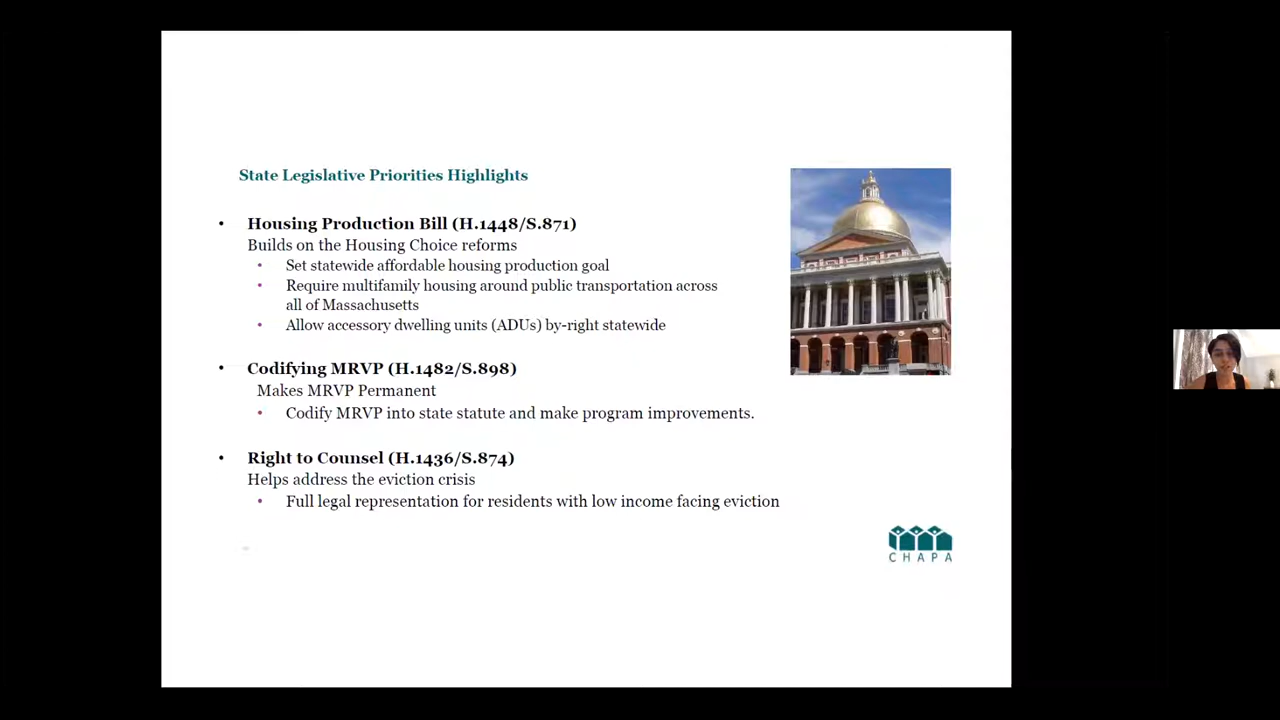 State Legislative Priorities Highlights
• Housing Production Bill (H.1448/S.871)
Builds on the Housing Choice reforms
• Set statewide affordable housing production goal
• Require multifamily housing around public transportation across
all of Massachusetts
• Allow accessory dwelling units (ADUs) by-right statewide
• Codifying MRVP (H.1482/S.898)
Makes MRVP Permanent
• Codify MRVP into state statute and make program improvements.
• Right to Counsel (H.1436/S.874)
Helps address the eviction crisis
• Full legal representation for residents with low income facing eviction
CHAPA